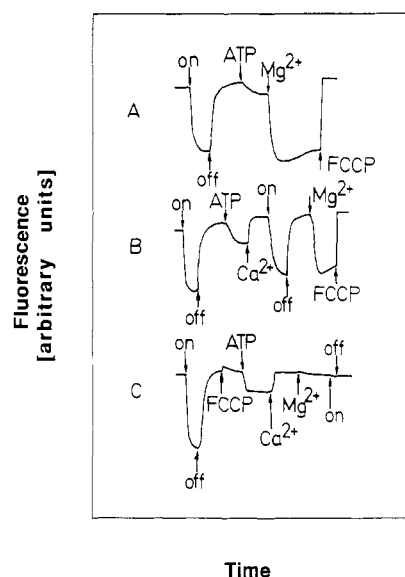 ATP
on
Mg2+
A
off
FCCP
on
ATP
on
Mg2+
B
Ca2+
off
off
FCCP
ATP
on
off
C
FCCP
Mg2+
Ca2+
on
off
Fluorescence
[arbitrary units]
Time